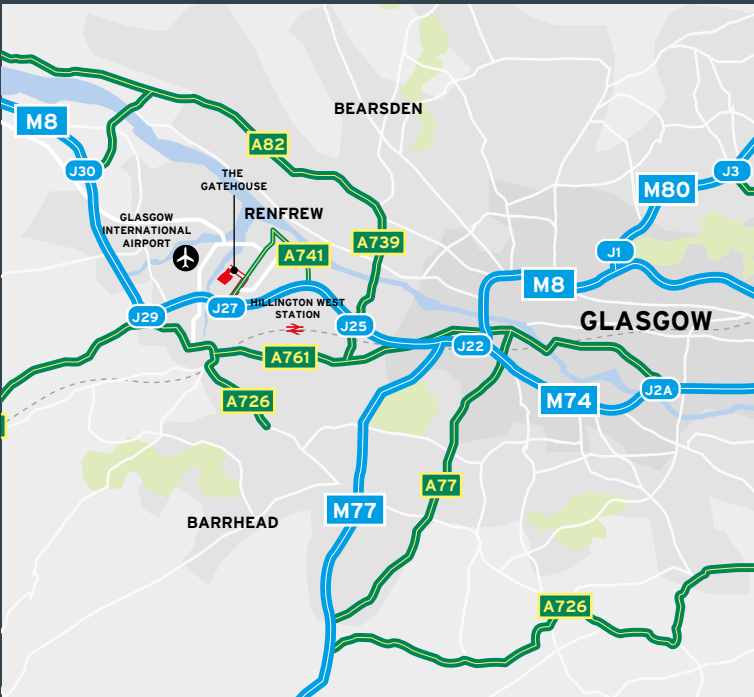 BEARSDEN
M8
A82
J30
J3
THE
GATEHOUSE
M80
GLASGOW
INTERNATIONAL
AIRPORT
RENFREW
A739
A741
J1
M8
J27
HILLINGTON WEST
STATION
J29
J25
GLASGOW
J22
A761
J2A
A726
M74
A77
M77
BARRHEAD
A726